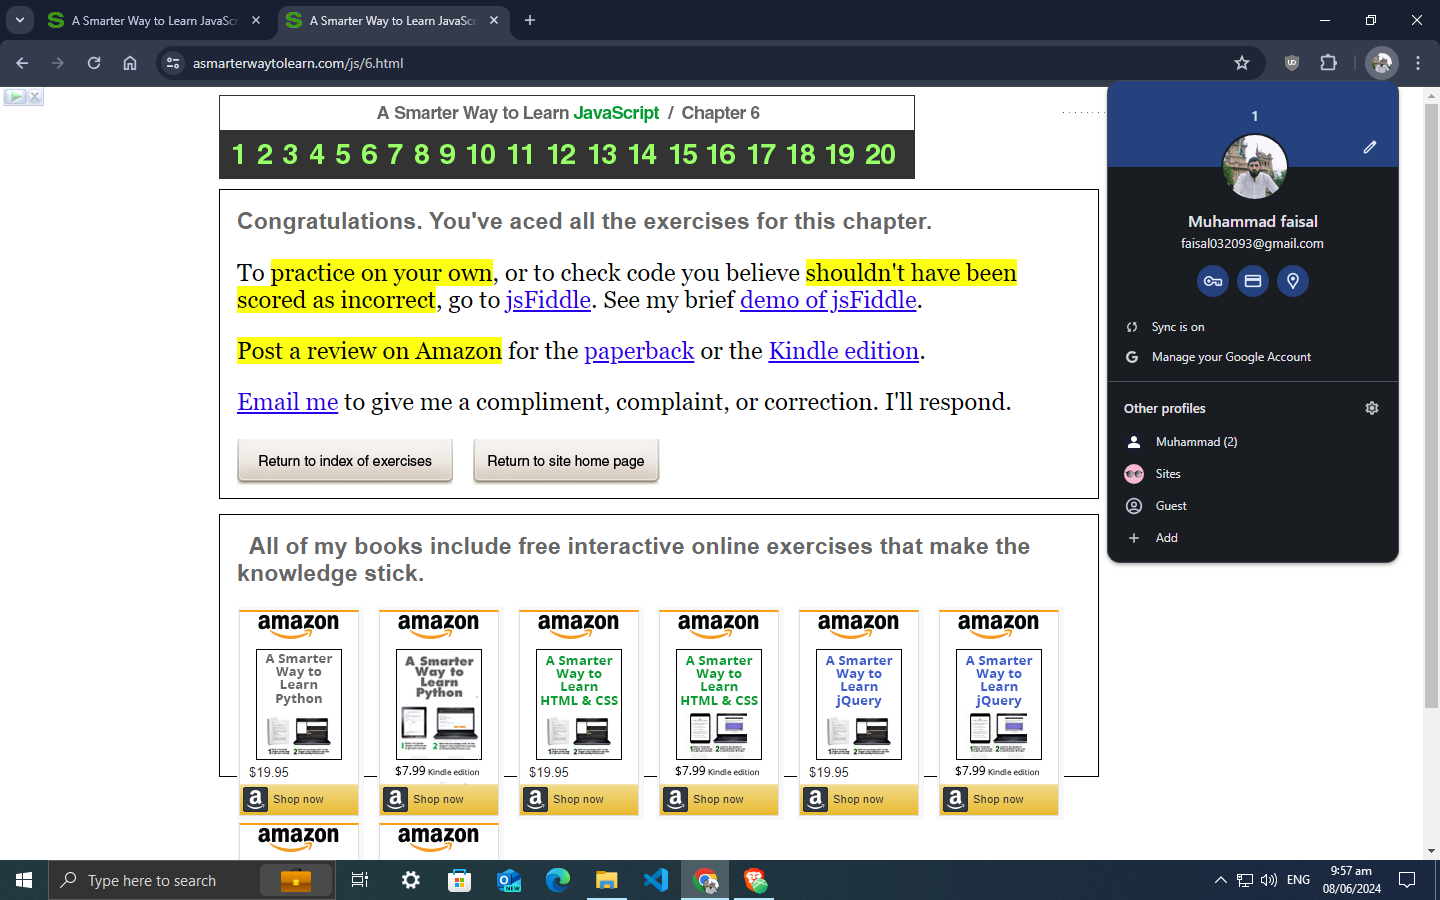 A Smarter Way to Learn JavaScr
A Smarter Way to Learn JavaSc
asmarterwaytolearn.com/js/6.html
A Smarter Way to Learn JavaScript / Chapter 6
1 2 3 4 5 6 7 8 9 10 11 12 13 14 15 16 17 18 19 20
Congratulations. You've aced all the exercises for this chapter.
To practice on your own, or to check code you believe shouldn't have been
scored as incorrect, go to jsFiddle. See my brief demo of jsFiddle.
Post a review on Amazon for the paperback or the Kindle edition.
Email me to give me a compliment, complaint, or correction. I'll respond.
Return to index of exercises
Return to site home page
1
Muhammad faisal
faisal032093@gmail.com
Sync is on
Manage your Google Account
Other profiles
Muhammad (2)
Sites
Guest
Add
All of my books include free interactive online exercises that make the
knowledge stick.
amazon
A Smarter
Way to
Learn
Python
$19.95
Shop now
amazon
A Smarter
Way to
Learn
Python
$7.99 Kindle edition
Shop now
amazon
A Smarter
Way to
Learn
HTML & CSS
$19.95
Shop now
amazon
A Smarter
Way to
Learn
HTML & CSS
$7.99 Kindle edition
Shop now
amazon
A Smarter
Way to
Learn
jQuery
$19.95
Shop now
amazon
A Smarter
Way to
Learn
jQuery
$7.99 Kindle edition
Shop now
amazon
amazon
Type here to search
NEW
ENG
9:57 am
08/06/2024